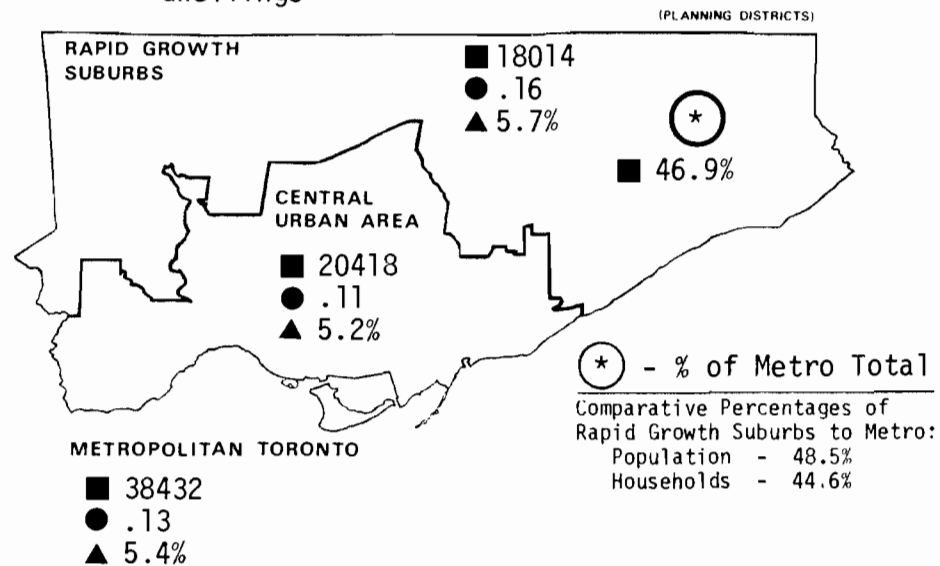 (PLANNING DISTRICTS)
RAPID GROWTH
SUBURBS
■ 18014
● .16
▲ 5.7%
*
■ 46.9%
CENTRAL
URBAN AREA
■ 20418
● .11
▲ 5.2%
* - % of Metro Total
Comparative Percentages of
Rapid Growth Suburbs to Metro:
Population - 48.5%
Households - 44.6%
METROPOLITAN TORONTO
■ 38432
● .13
▲ 5.4%